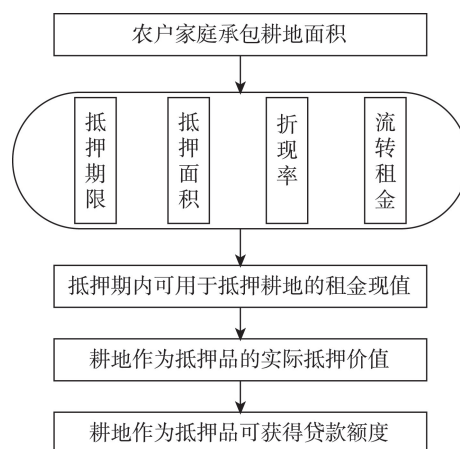 农户家庭承包耕地面积
抵押期限
抵押面积
折现率
流转租金
抵押期内可用于抵押耕地的租金现值
耕地作为抵押品的实际抵押价值
耕地作为抵押品可获得贷款额度